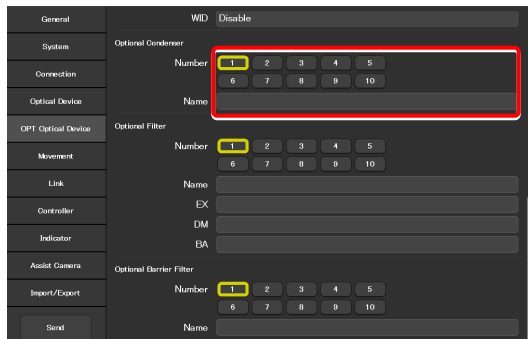 General
System
Connection
Optical Device
OPT Optical Device
Movement
Link
Controller
Indicator
Assist Camera
Import/Export
Send
WID Disable
Optional Condenser
Number 1 2 3 4 5
6 7 8 9 10
Name
Optional Filter
Number 1 2 3 4 5
6 7 8 9 10
Name
EX
DM
BA
Optional Barrier Filter
Number 1 2 3 4 5
6 7 8 9 10
Name